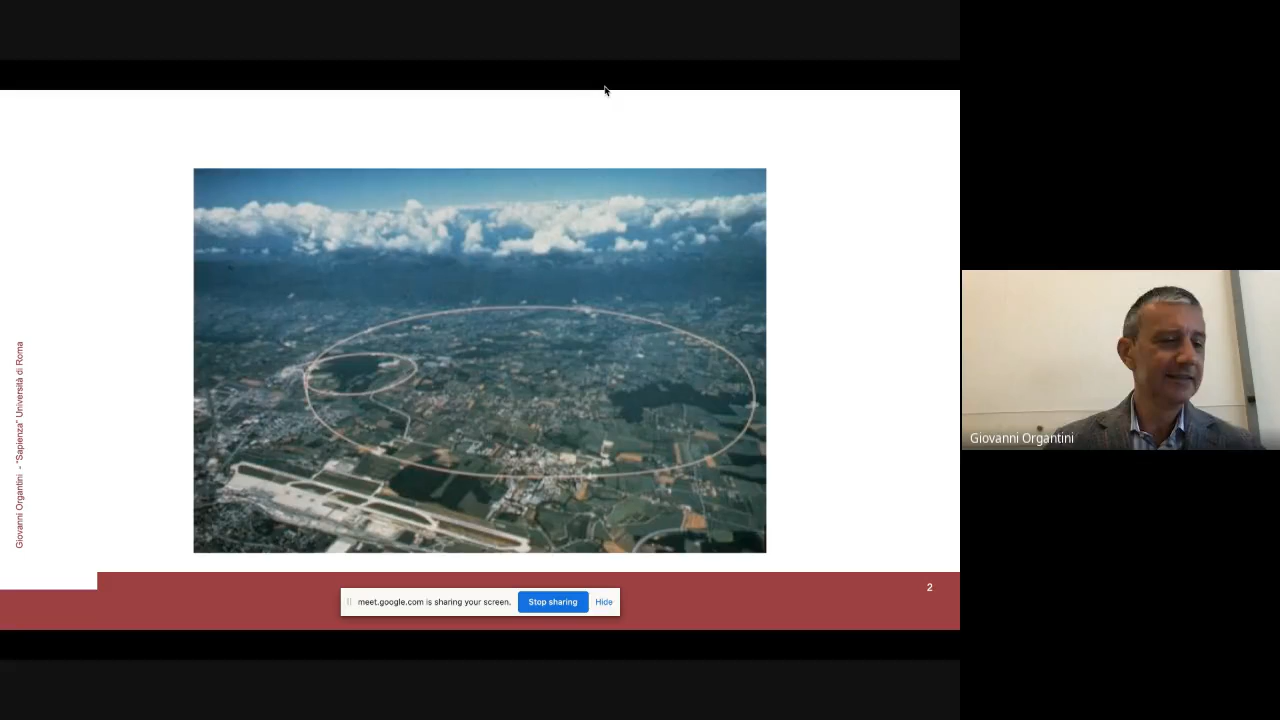 Giovanni Organtini - "Sapienza" Università di Roma
2
meet.google.com is sharing your screen. Stop sharing Hide
Giovanni Organtini